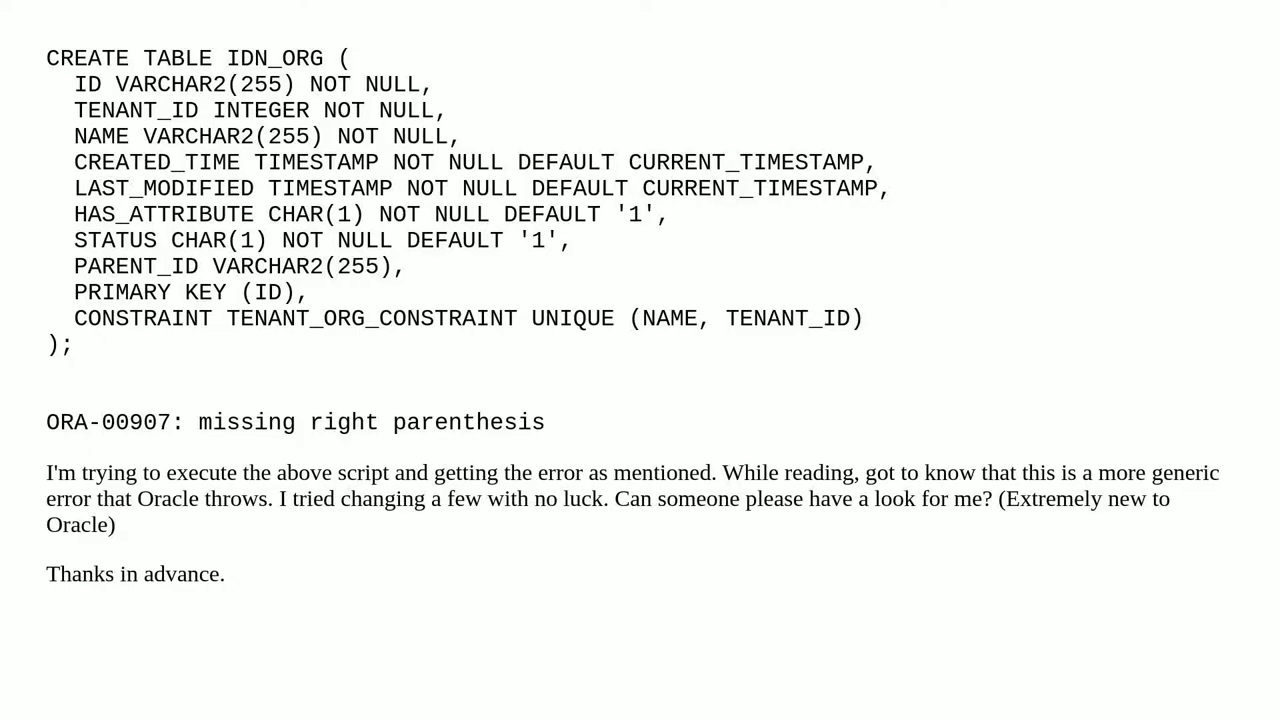 CREATE TABLE IDN_ORG (
  ID VARCHAR2(255) NOT NULL,
  TENANT_ID INTEGER NOT NULL,
  NAME VARCHAR2(255) NOT NULL,
  CREATED_TIME TIMESTAMP NOT NULL DEFAULT CURRENT_TIMESTAMP,
  LAST_MODIFIED TIMESTAMP NOT NULL DEFAULT CURRENT_TIMESTAMP,
  HAS_ATTRIBUTE CHAR(1) NOT NULL DEFAULT '1',
  STATUS CHAR(1) NOT NULL DEFAULT '1',
  PARENT_ID VARCHAR2(255),
  PRIMARY KEY (ID),
  CONSTRAINT TENANT_ORG_CONSTRAINT UNIQUE (NAME, TENANT_ID)
);
ORA-00907: missing right parenthesis
I'm trying to execute the above script and getting the error as mentioned. While reading, got to know that this is a more generic
error that Oracle throws. I tried changing a few with no luck. Can someone please have a look for me? (Extremely new to
Oracle)
Thanks in advance.